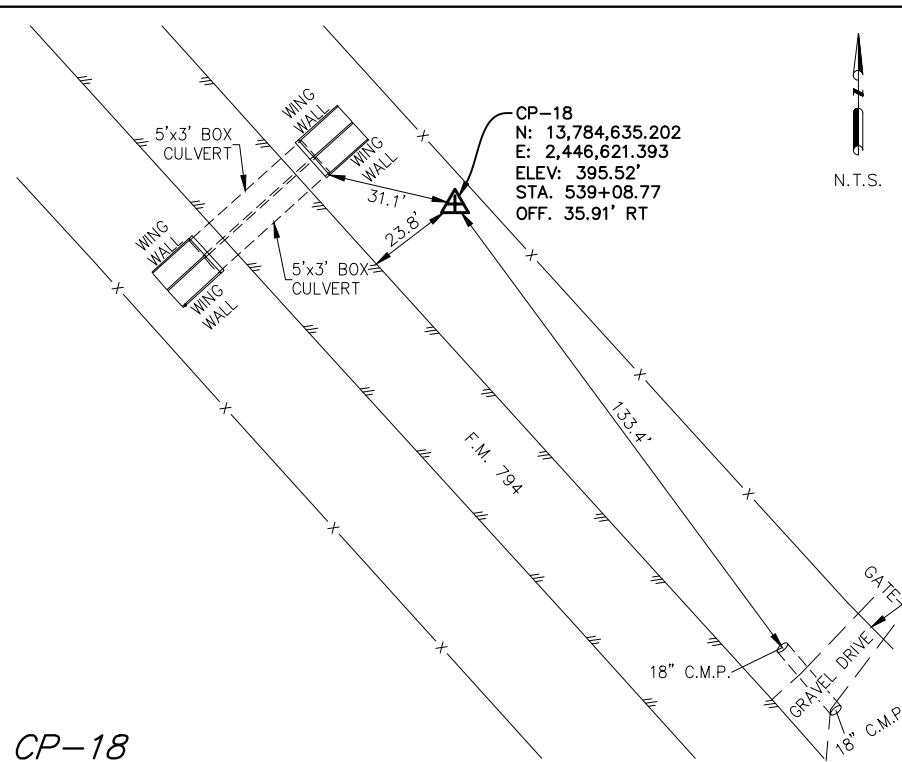 WING
WALL
5'x3' BOX
CULVERT
WING
WALL
31.1'
CP-18
N: 13,784,635.202
E: 2,446,621.393
ELEV: 395.52'
STA. 539+08.77
OFF. 35.91' RT
N
N.T.S.
23.8'
WING
WALL
5'x3' BOX
CULVERT
WING
WALL
X
X
X
X
X
X
X
X
X
133.4'
F.M. 794
GATE
18" C.M.P.
GRAVEL DRIVE
18" C.M.P.
CP-18